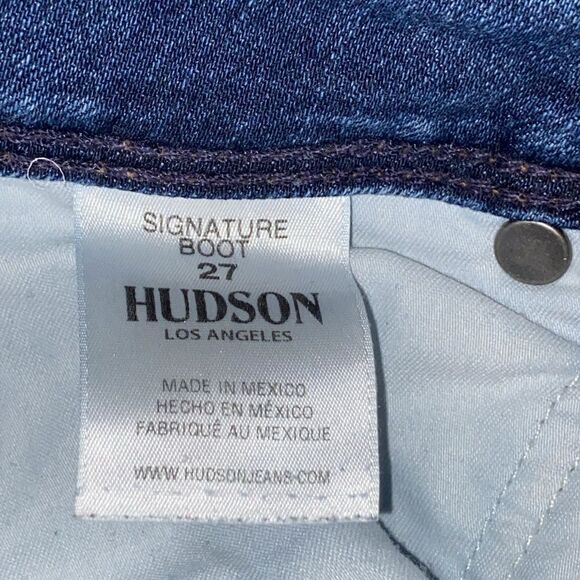 SIGNATURE
BOOT
27
HUDSON
LOS ANGELES
MADE IN MEXICO
HECHO EN MÉXICO
FABRIQUÉ AU MEXIQUE
WWW.HUDSONJEANS.COM